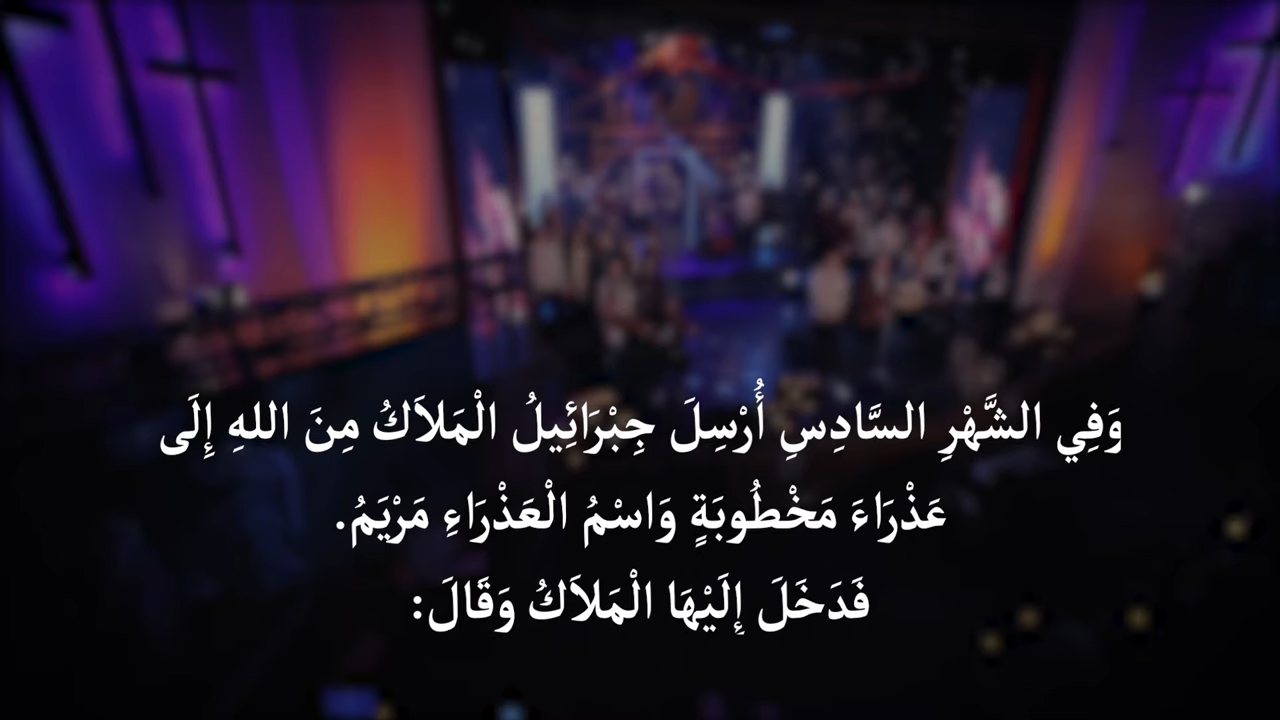 وَفِي الشَّهْرِ السَّادِسِ أُرْسِلَ جِبْرَائِيلُ الْمَلاَكُ مِنَ اللهِ إِلَى
عَذْرَاءَ مَخْطُوبَةٍ وَاسْمُ الْعَذْرَاءِ مَرْيَمُ.
فَدَخَلَ إِلَيْهَا الْمَلاَكُ وَقَالَ: